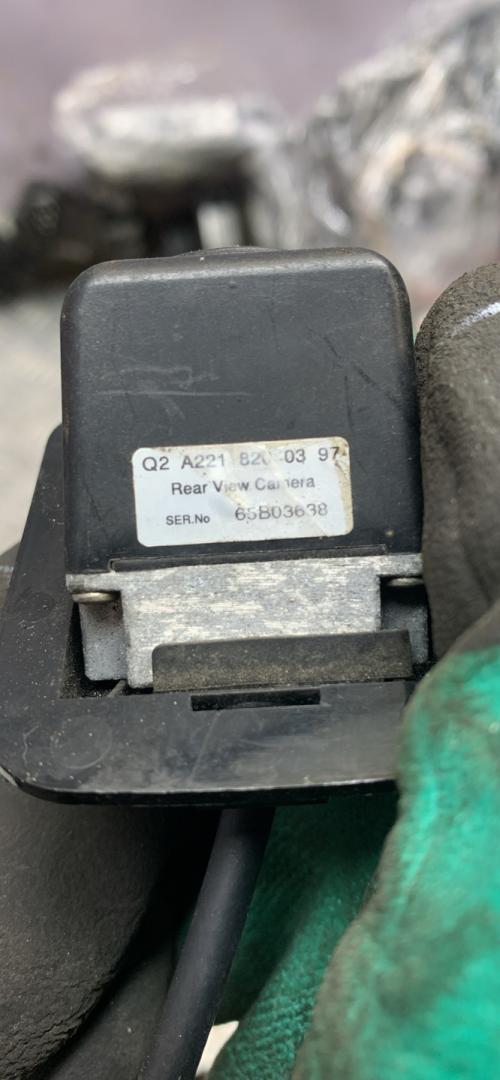 Q2 A221 820 03 97
Rear View Camera
SER.No 65B03638